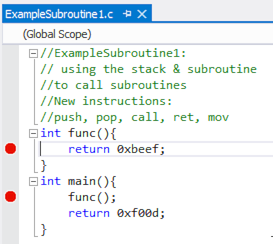 ExampleSubroutine1.c
(Global Scope)
//ExampleSubroutine1:
// using the stack & subroutine
//to call subroutines
//New instructions:
//push, pop, call, ret, mov
int func(){
return 0xbeef;
}
int main(){
func();
return 0xf00d;
}